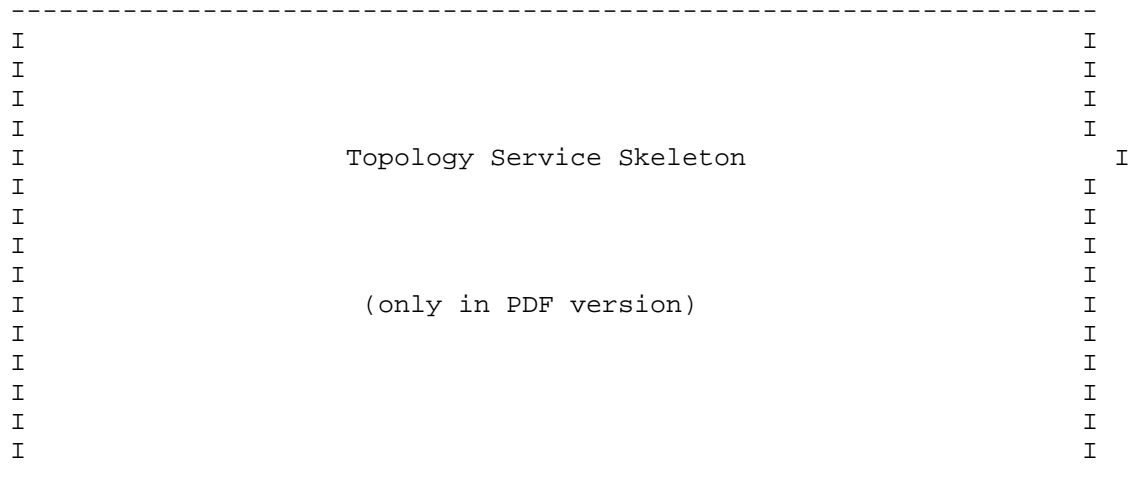 --------------------------------------------------------------------
I I
I I
I I
I I
I Topology Service Skeleton I
I I
I I
I I
I I
I (only in PDF version) I
I I
I I
I I
I I
I I